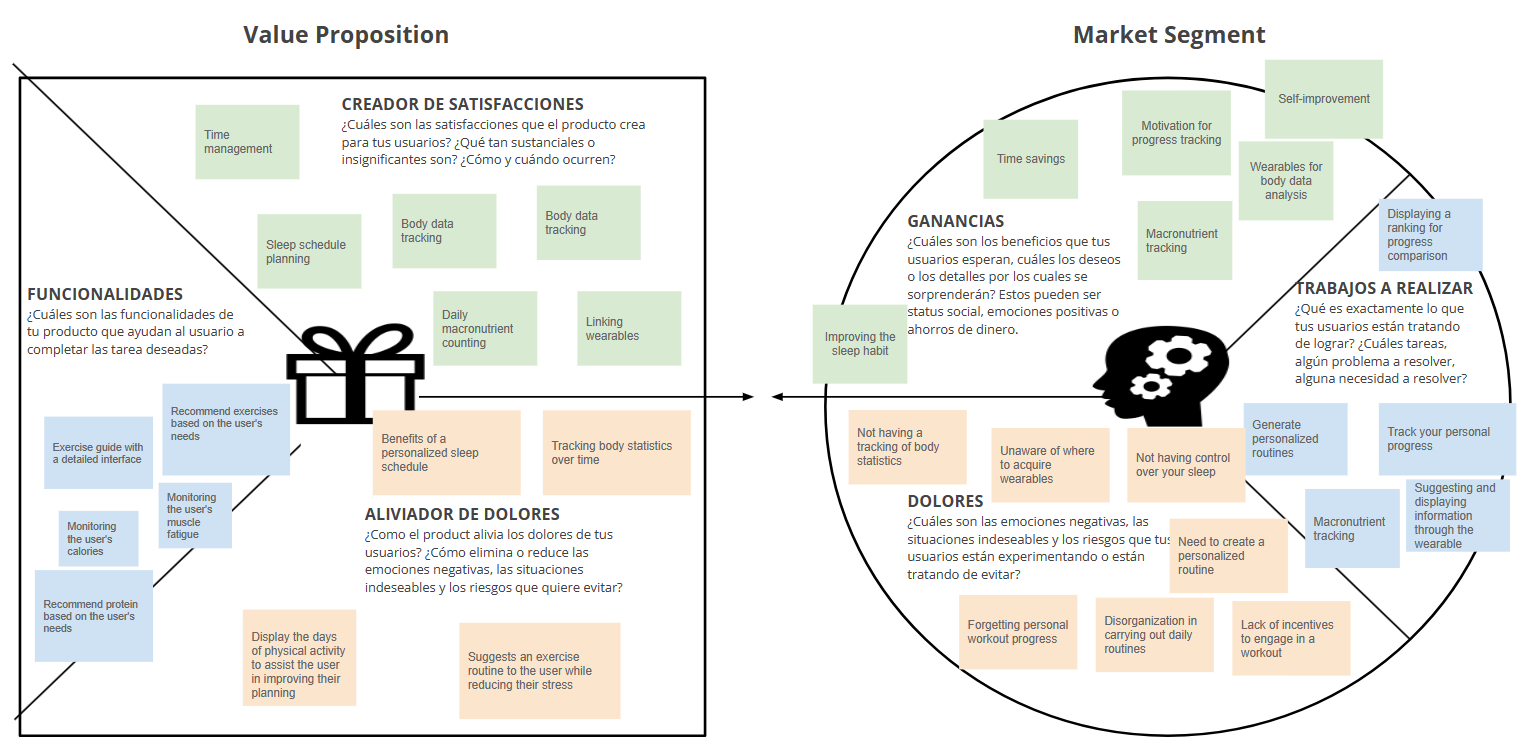 Value Proposition
CREADOR DE SATISFACCIONES
¿Cuáles son las satisfacciones que el producto crea
para tus usuarios? ¿Qué tan sustanciales o
insignificantes son? ¿Cómo y cuándo ocurren?
Time
management
Sleep schedule
planning
Body data
tracking
Body data
tracking
Daily
macronutrient
counting
Linking
wearables
FUNCIONALIDADES
¿Cuáles son las funcionalidades de
tu producto que ayudan al usuario a
completar las tarea deseadas?
Recommend exercises
based on the user's
needs
Exercise guide with
a detailed interface
Monitoring
the user's
muscle
fatigue
Monitoring
the user's
calories
Recommend protein
based on the user's
needs
Benefits of a
personalized sleep
schedule
Tracking body statistics
over time
ALIVIADOR DE DOLORES
¿Como el product alivia los dolores de tus
usuarios? ¿Cómo elimina o reduce las
emociones negativas, las situaciones
indeseables y los riesgos que quiere evitar?
Display the days
of physical activity
to assist the user
in improving their
planning
Suggests an exercise
routine to the user while
reducing their stress
Market Segment
Self-improvement
Motivation for
progress tracking
Time savings
Wearables for
body data
analysis
Macronutrient
tracking
GANANCIAS
¿Cuáles son los beneficios que tus
usuarios esperan, cuáles los deseos
o los detalles por los cuales se
sorprenderán? Estos pueden ser
status social, emociones positivas o
ahorros de dinero.
Improving the
sleep habit
Displaying a
ranking for
progress
comparison
TRABAJOS A REALIZAR
¿Qué es exactamente lo que
tus usuarios están tratando
de lograr? ¿Cuáles tareas,
algún problema a resolver,
alguna necesidad a resolver?
Generate
personalized
routines
Track your personal
progress
Macronutrient
tracking
Suggesting and
displaying
information
through the
wearable
Not having a
tracking of body
statistics
Unaware of where
to acquire
wearables
Not having control
over your sleep
DOLORES
¿Cuáles son las emociones negativas, las
situaciones indeseables y los riesgos que tus
usuarios están experimentando o están
tratando de evitar?
Need to create a
personalized
routine
Forgetting personal
workout progress
Disorganization in
carrying out daily
routines
Lack of incentives
to engage in a
workout